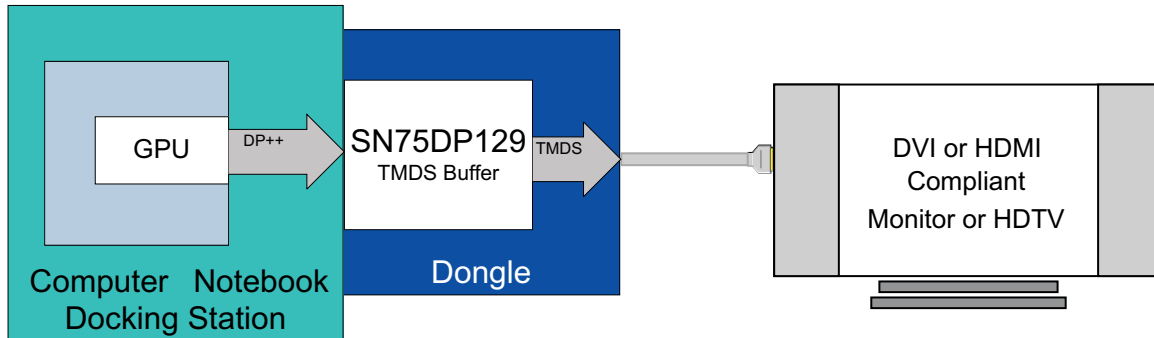 GPU
DP++
SN75DP129
TMDS Buffer
TMDS
DVI or HDMI
Compliant
Monitor or HDTV
Computer Notebook
Docking Station
Dongle